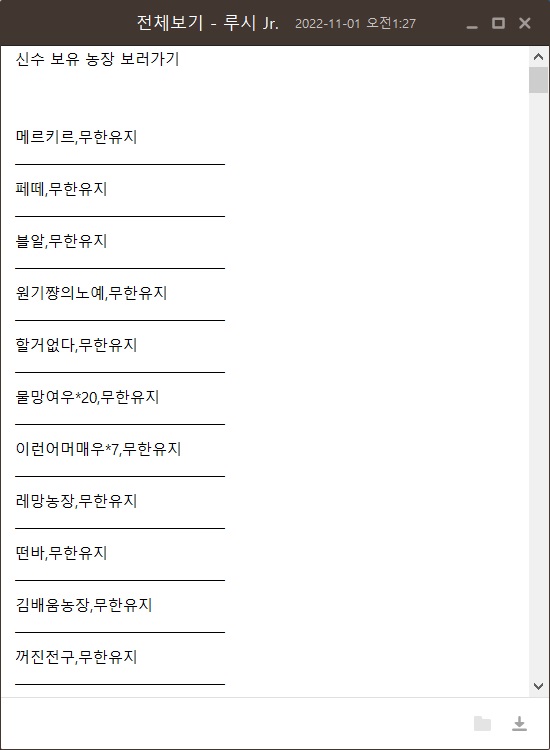 전체보기 - 루시 Jr. 2022-11-01 오전1:27
신수 보유 농장 보러가기
메르키르,무한유지
페떼,무한유지
블알,무한유지
원기쨩의노예,무한유지
할거없다,무한유지
물망여우*20,무한유지
이런어머매우*7,무한유지
레망농장,무한유지
떤바,무한유지
김배움농장,무한유지
꺼진전구,무한유지